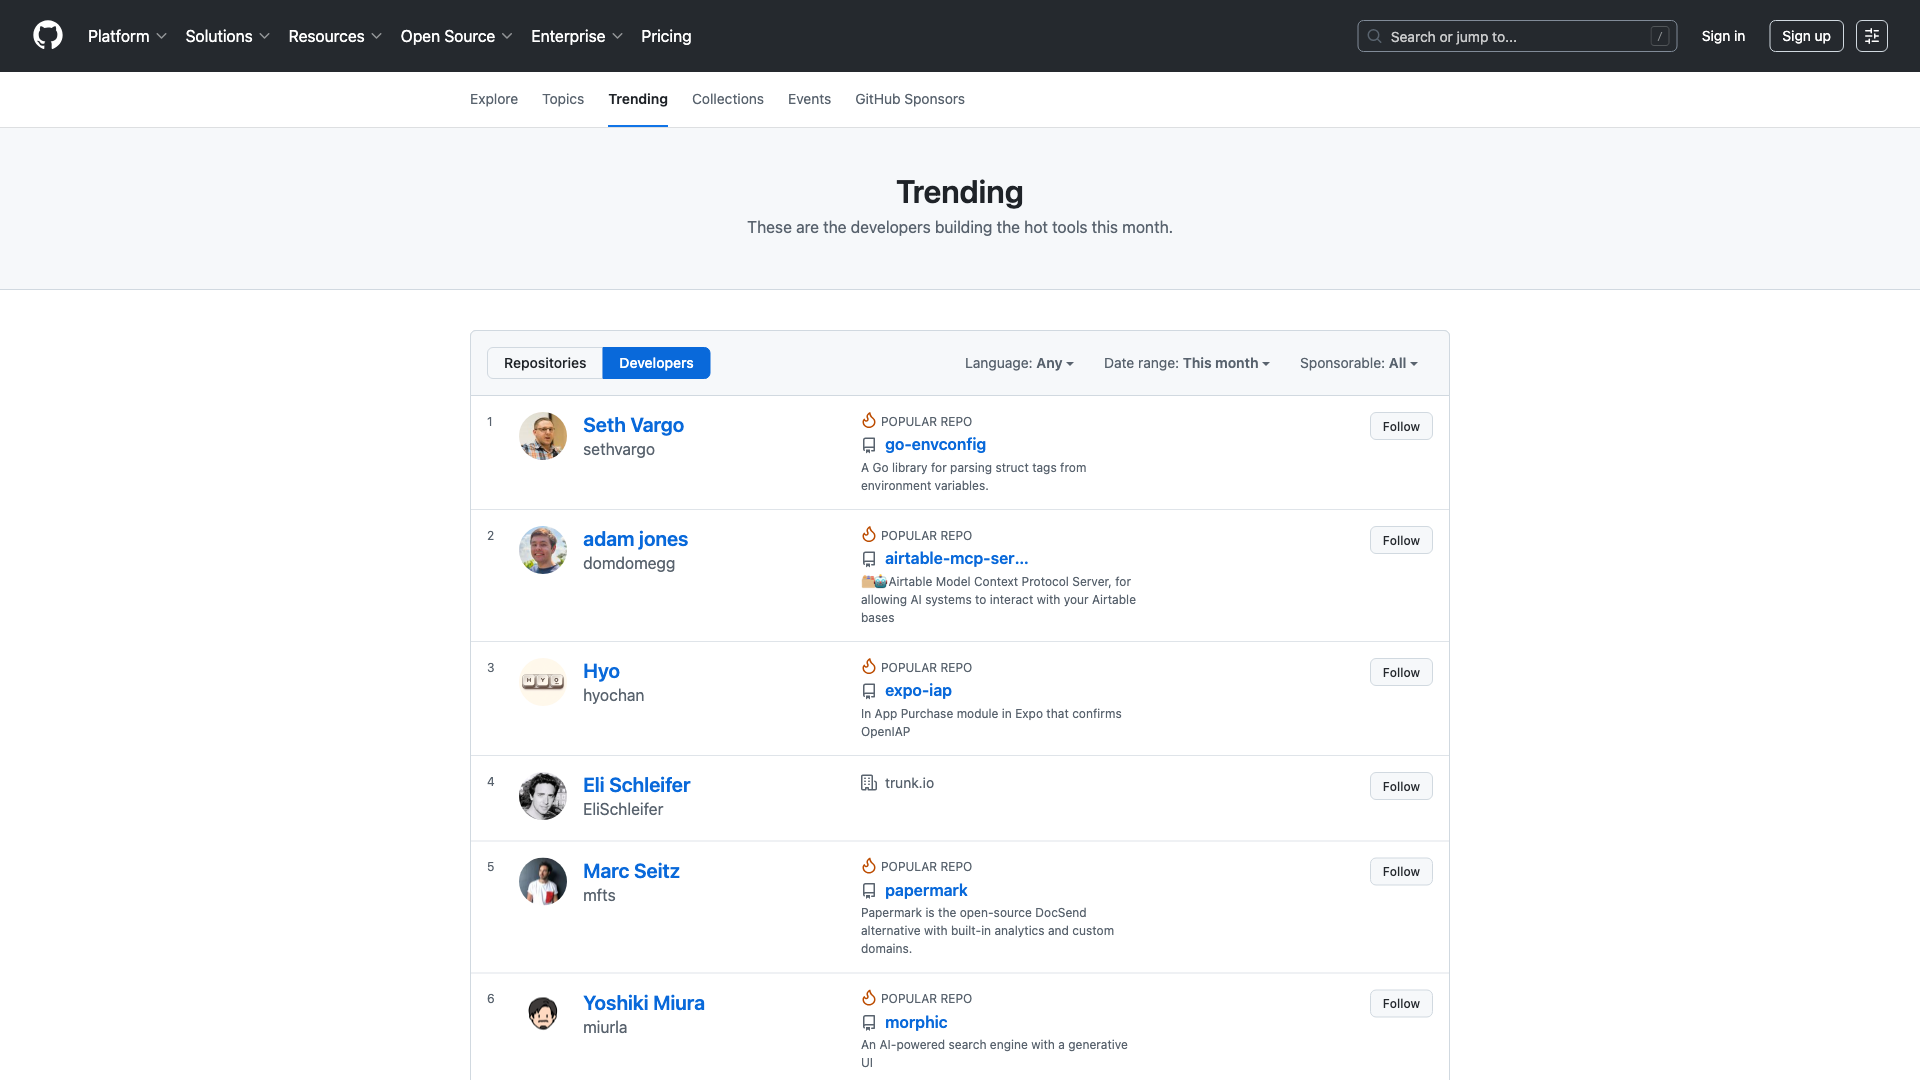 Platform Solutions Resources Open Source Enterprise Pricing Search or jump to... / Sign in Sign up
Explore Topics Trending Collections Events GitHub Sponsors
Trending
These are the developers building the hot tools this month.
Repositories Developers Language: Any Date range: This month Sponsorable: All
1
Seth Vargo
sethvargo
POPULAR REPO
go-envconfig
A Go library for parsing struct tags from
environment variables.
Follow
2
adam jones
domdomegg
POPULAR REPO
airtable-mcp-ser...
🗂️🤖Airtable Model Context Protocol Server, for
allowing AI systems to interact with your Airtable
bases
Follow
3
H Y O
Hyo
hyochan
POPULAR REPO
expo-iap
In App Purchase module in Expo that confirms
OpenIAP
Follow
4
Eli Schleifer
EliSchleifer
trunk.io
Follow
5
Marc Seitz
mfts
POPULAR REPO
papermark
Papermark is the open-source DocSend
alternative with built-in analytics and custom
domains.
Follow
6
Yoshiki Miura
miurla
POPULAR REPO
morphic
An AI-powered search engine with a generative
UI
Follow